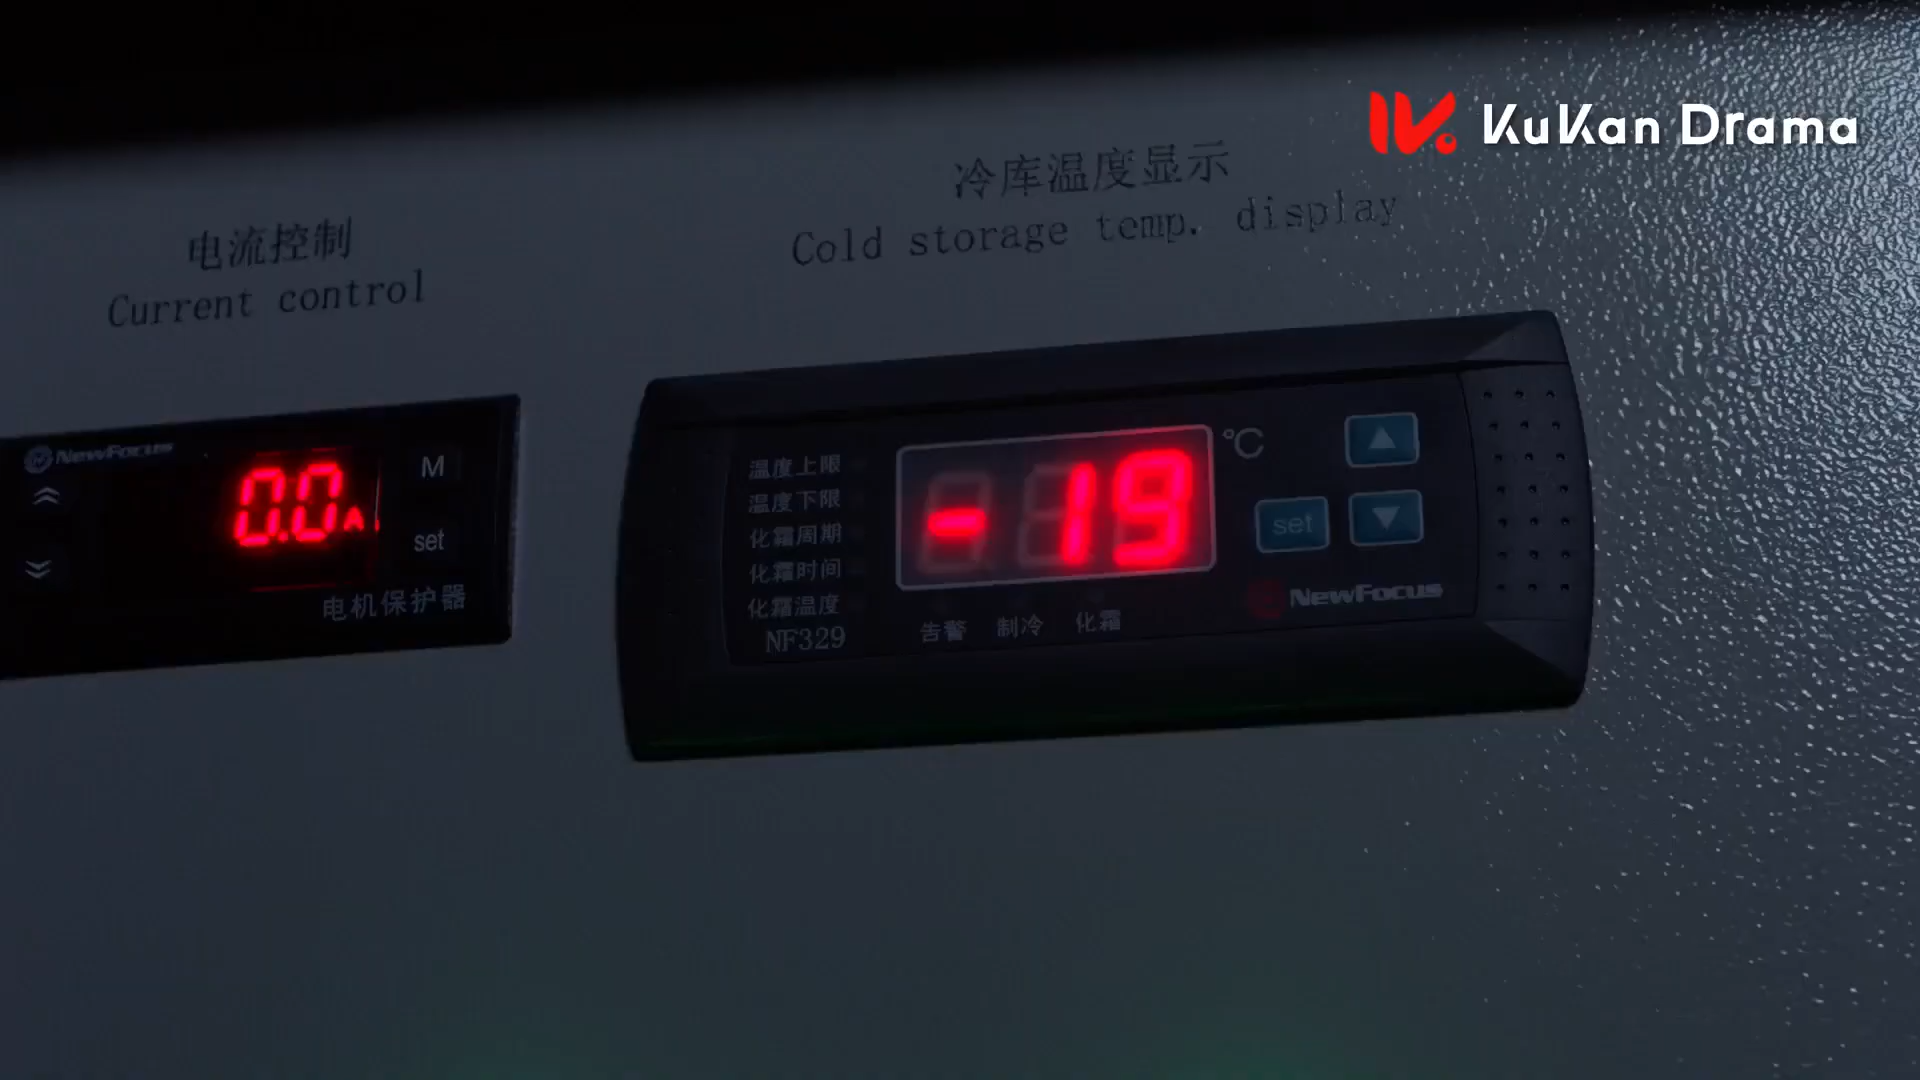 KuKan Drama
冷库温度显示
Cold storage temp. display
电流控制
Current control
NewFocus
0.0A
M
set
电机保护器
温度上限
温度下限
化霜周期
化霜时间
化霜温度
NF329
-19
℃
set
NewFocus
告警 制冷 化霜